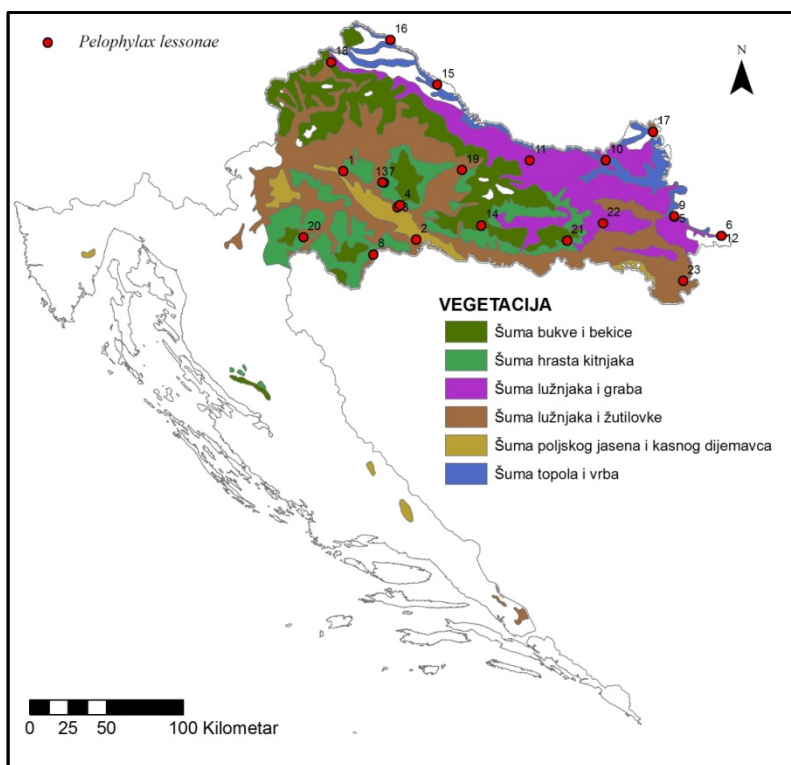 Pelophylax lessonae
N
16
18
15
17
11
10
1
19
137
4
3
14
22
9
5
20
2
21
6
12
8
23
VEGETACIJA
Šuma bukve i bekice
Šuma hrasta kitnjaka
Šuma lužnjaka i graba
Šuma lužnjaka i žutilovke
Šuma poljskog jasena i kasnog dijemavca
Šuma topola i vrba
0 25 50 100 Kilometar